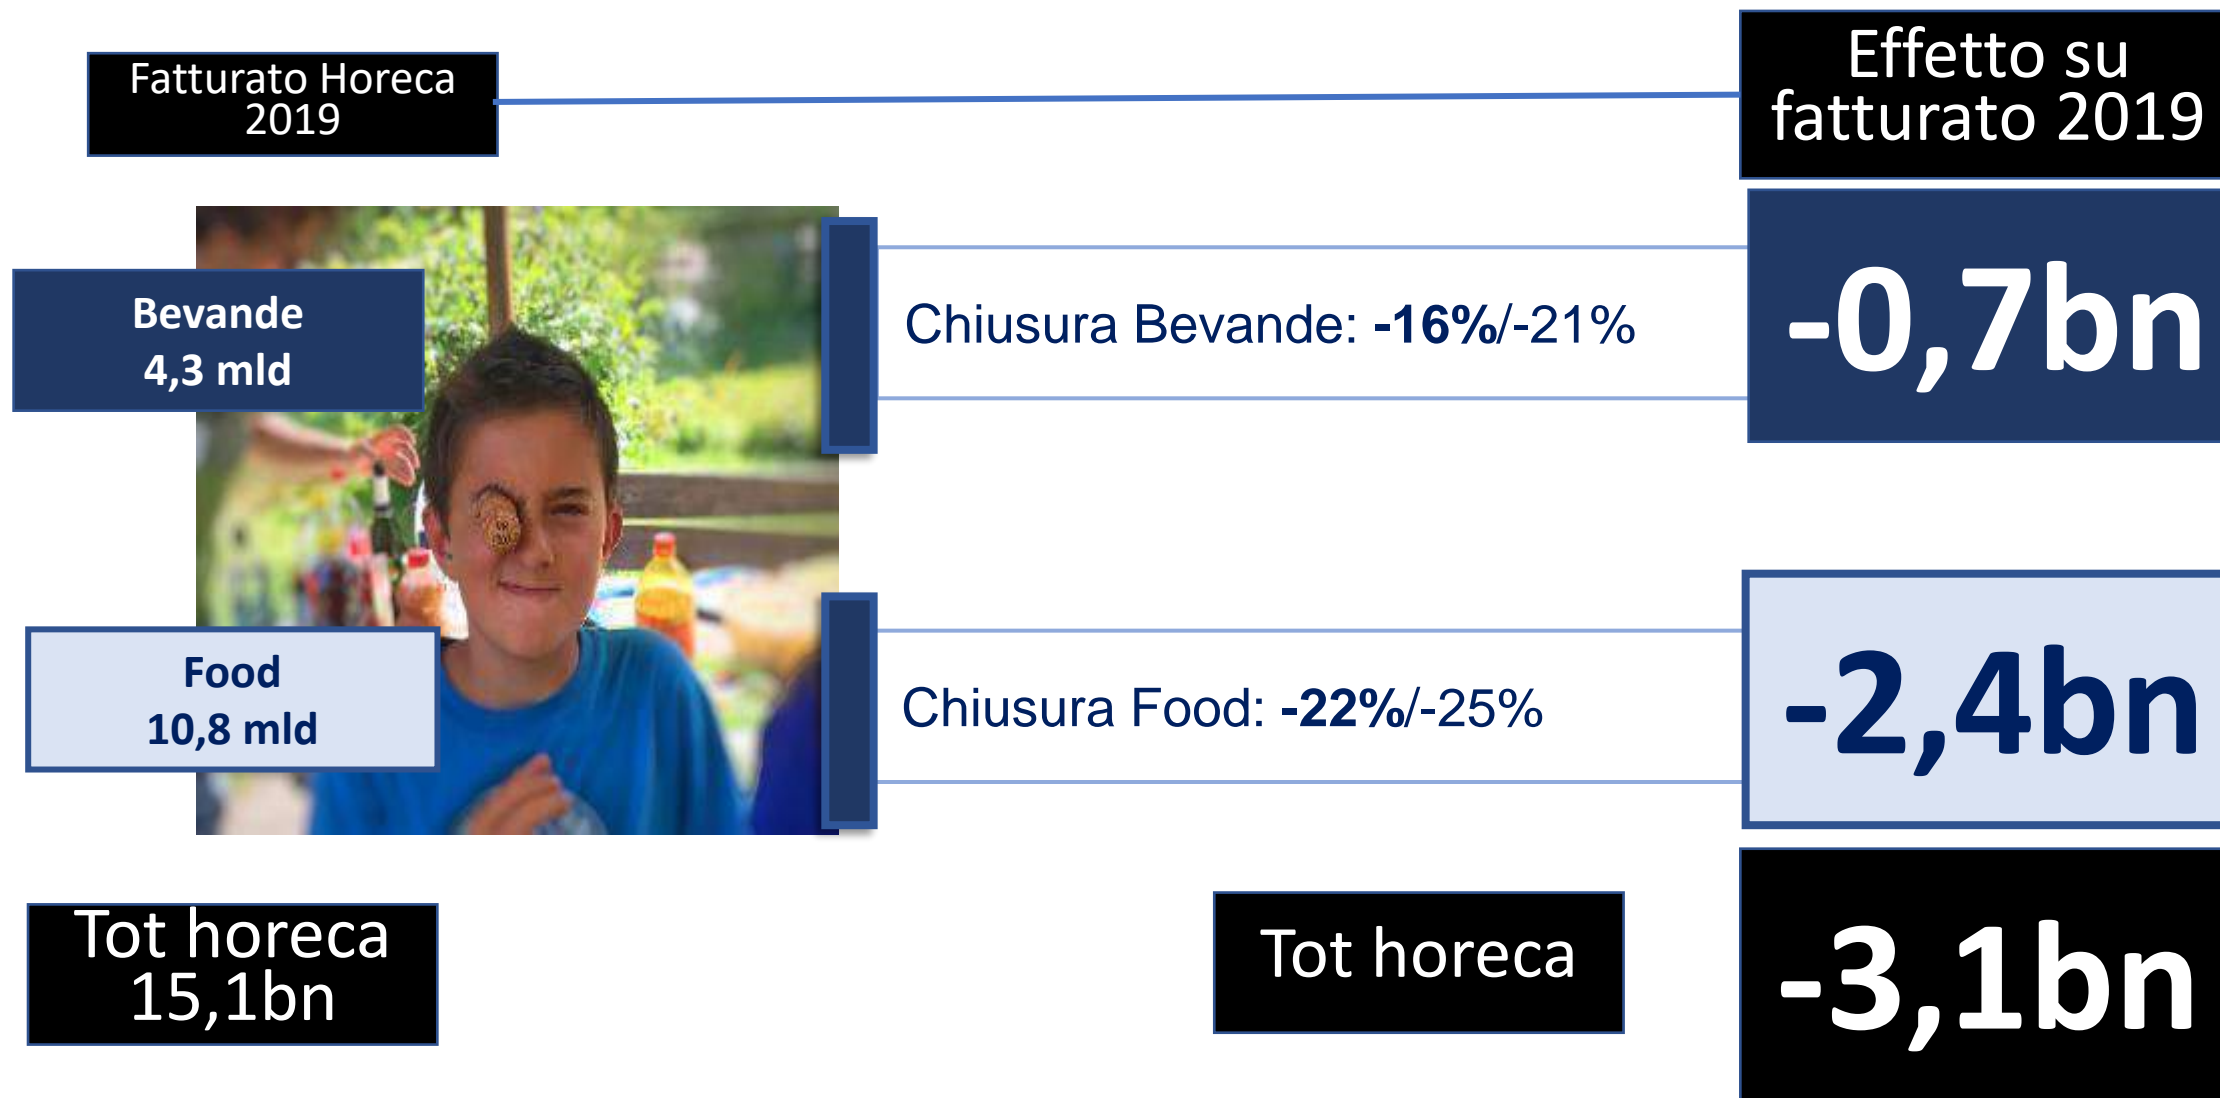 Fatturato Horeca
2019
Effetto su
fatturato 2019
Bevande
4,3 mld
Chiusura Bevande: -16%/-21%
-0,7bn
Food
10,8 mld
Chiusura Food: -22%/-25%
-2,4bn
Tot horeca
15,1bn
Tot horeca
-3,1bn